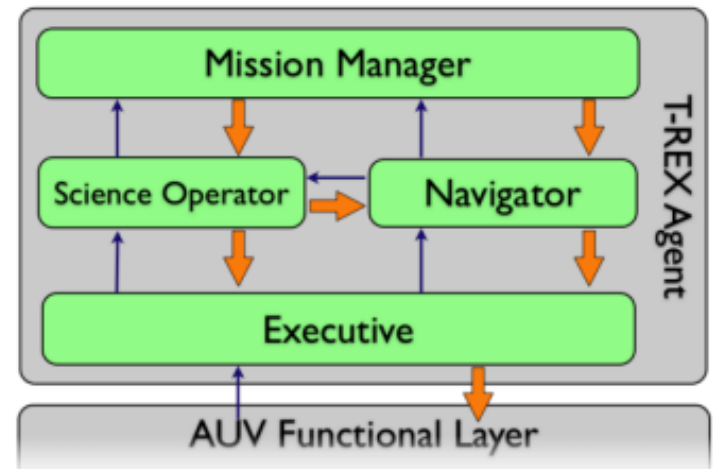 Mission Manager
Science Operator
Navigator
T-REX Agent
Executive
AUV Functional Layer